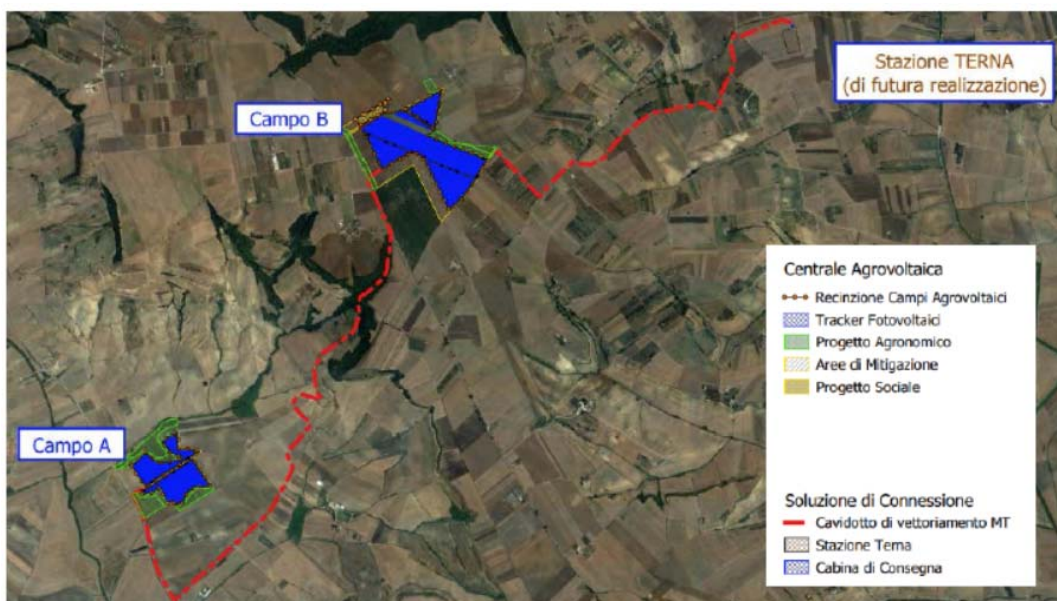 Stazione TERNA
(di futura realizzazione)
Campo B
Centrale Agrovoltaica
Recinzione Campi Agrovoltaici
Tracker Fotovoltaici
Progetto Agronomico
Aree di Mitigazione
Progetto Sociale
Campo A
Soluzione di Connessione
Cavidotto di vettoriamento MT
Stazione Terna
Cabina di Consegna